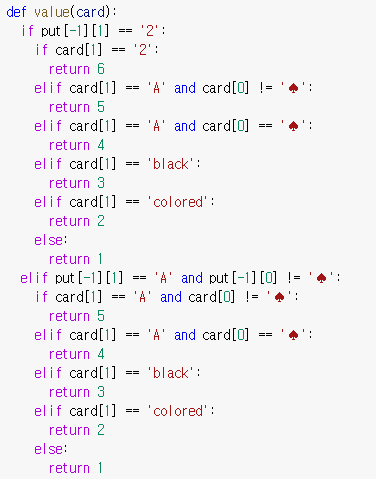 def value(card):
  if put[-1][1] == '2':
    if card[1] == '2':
      return 6
    elif card[1] == 'A' and card[0] != '♠':
      return 5
    elif card[1] == 'A' and card[0] == '♠':
      return 4
    elif card[1] == 'black':
      return 3
    elif card[1] == 'colored':
      return 2
    else:
      return 1
  elif put[-1][1] == 'A' and put[-1][0] != '♠':
    if card[1] == 'A' and card[0] != '♠':
      return 5
    elif card[1] == 'A' and card[0] == '♠':
      return 4
    elif card[1] == 'black':
      return 3
    elif card[1] == 'colored':
      return 2
    else:
      return 1